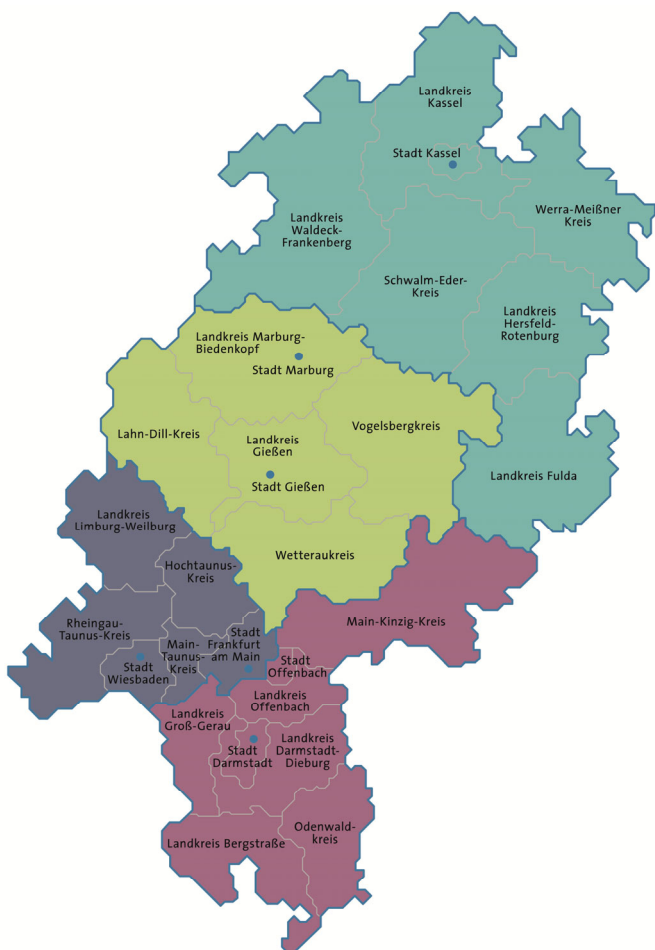 Landkreis
Kassel
Stadt Kassel
Werra-Meißner
Kreis
Landkreis
Waldeck-
Frankenberg
Schwalm-Eder-
Kreis
Landkreis
Hersfeld-
Rotenburg
Landkreis Marburg-
Biedenkopf
Stadt Marburg
Lahn-Dill-Kreis
Landkreis
Gießen
Stadt Gießen
Vogelsbergkreis
Landkreis Fulda
Landkreis
Limburg-Weilburg
Wetteraukreis
Hochtaunus-
Kreis
Rheingau-
Taunus-Kreis
Main-
Taunus-
Kreis
Stadt
Frankfurt
am Main
Main-Kinzig-Kreis
Stadt
Wiesbaden
Stadt
Offenbach
Landkreis
Offenbach
Landkreis
Groß-Gerau
Stadt
Darmstadt
Landkreis
Darmstadt-
Dieburg
Odenwald-
kreis
Landkreis Bergstraße